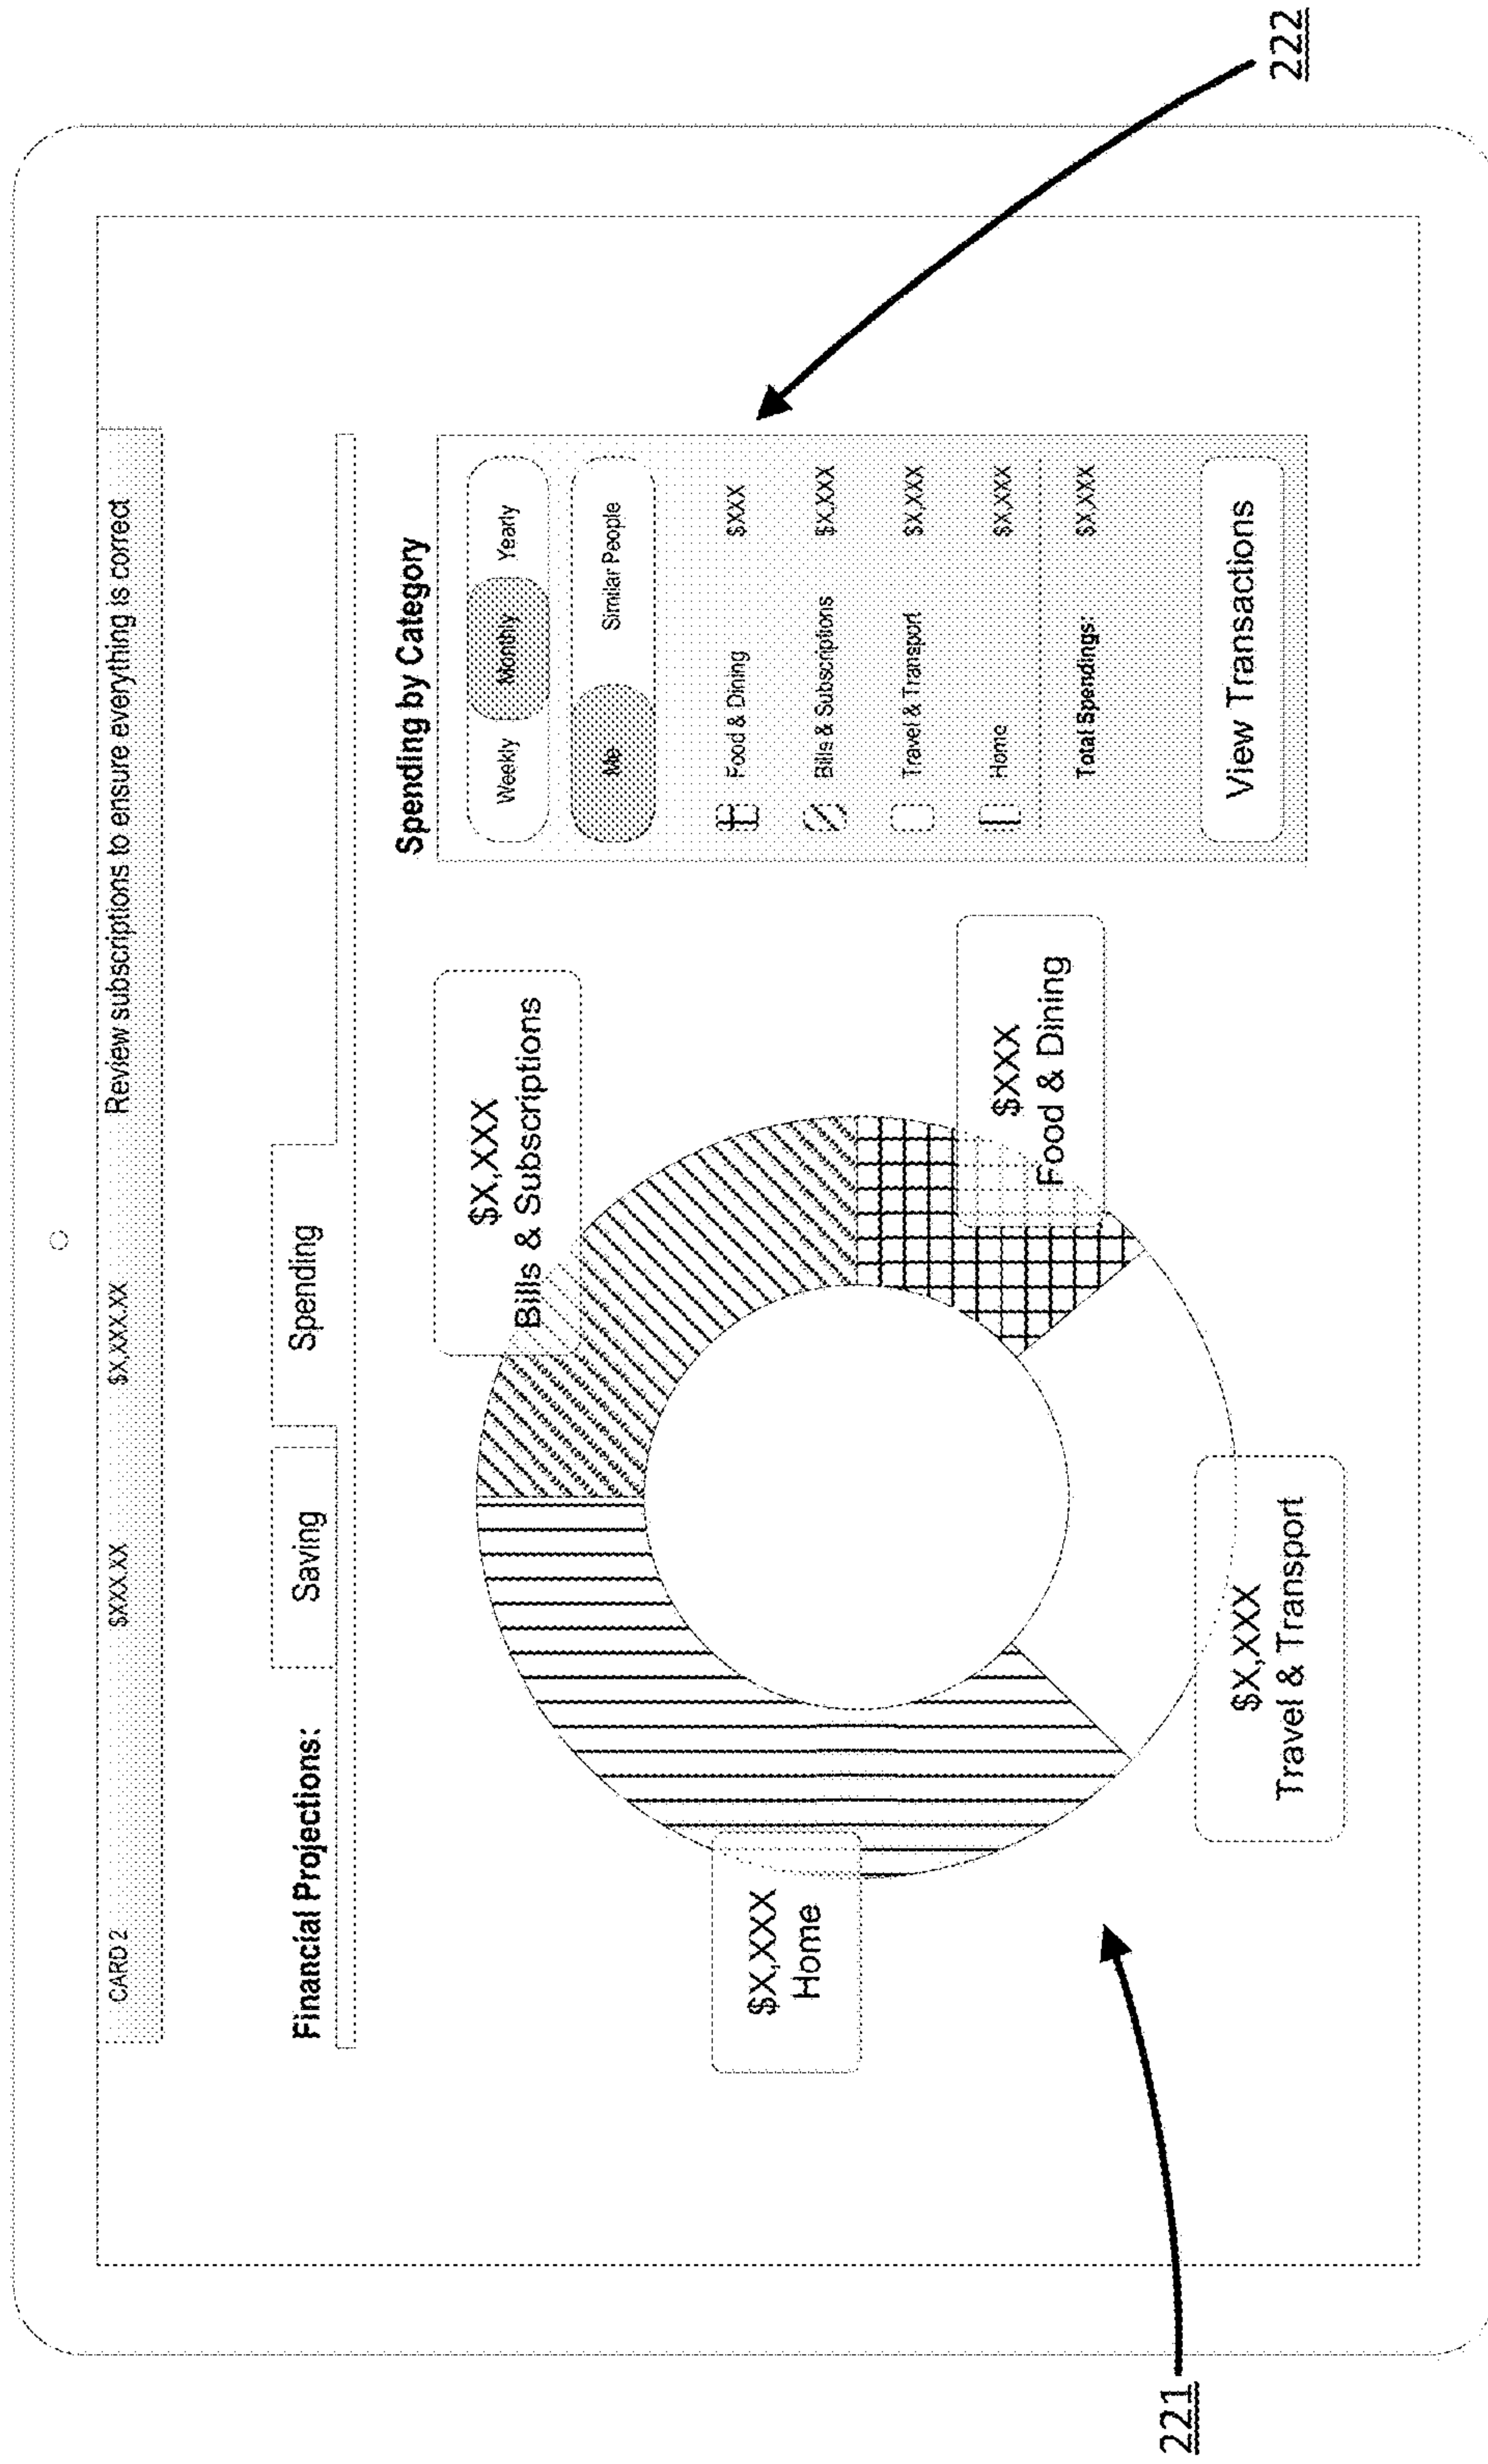 CARD 2 $XXX.XX $X,XXX.XX Review subscriptions to ensure everything is correct
Financial Projections: Saving Spending
$X,XXX
Bills & Subscriptions
$XXX
Food & Dining
$X,XXX
Travel & Transport
$X,XXX
Home
Spending by Category
Weekly Monthly Yearly
Me Similar People
Food & Dining $XXX
Bills & Subscriptions $X,XXX
Travel & Transport $X,XXX
Home $X,XXX
Total Spendings: $X,XXX
View Transactions
221
222